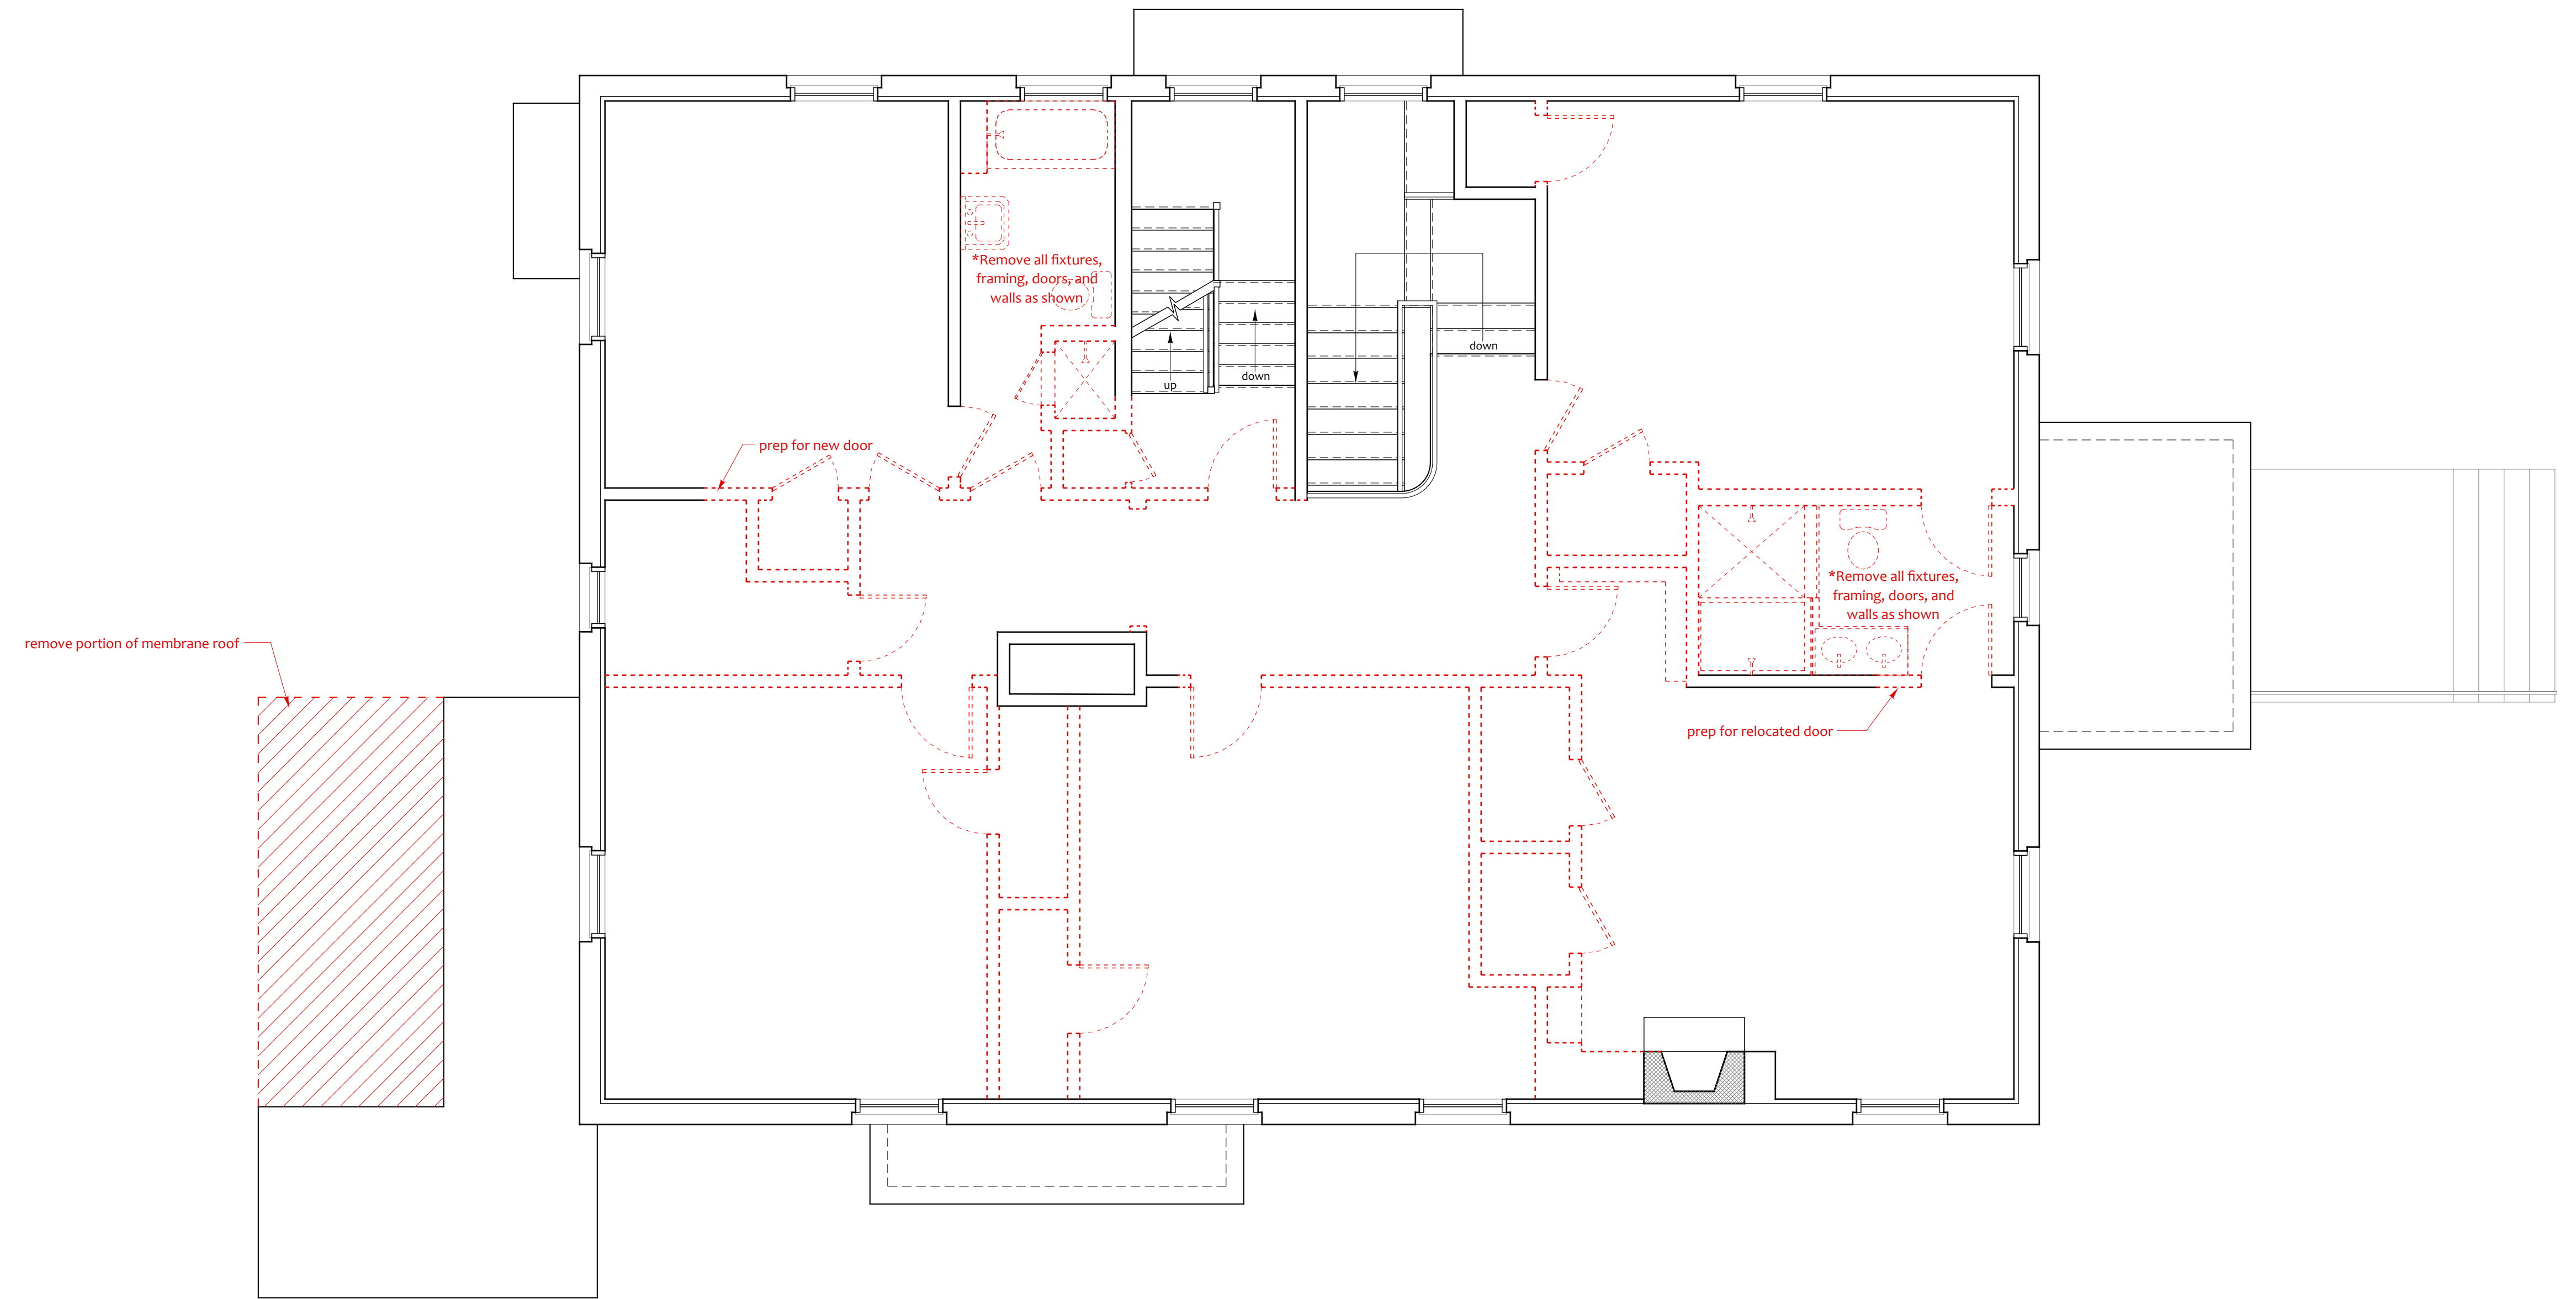 *Remove all fixtures,
framing, doors, and
walls as shown
down
up
down
prep for new door
*Remove all fixtures,
framing, doors, and
walls as shown
remove portion of membrane roof
prep for relocated door